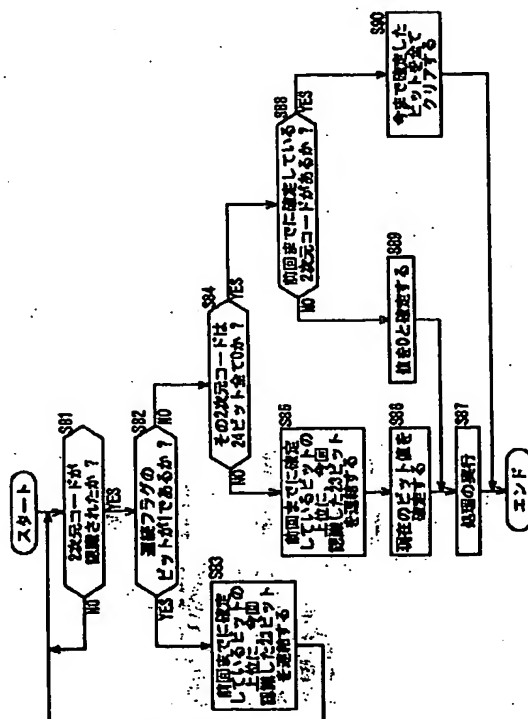 スタート
S81
2次元コードが
認識されたか？
NO
YES
S82
連続フラグの
ビットが1であるか？
YES
NO
S83
前回までに確定
しているビットの
上位に、今回
認識した23ビット
を連結する
S84
その2次元コードは
24ビット全て0か？
NO
YES
S85
前回までに確定
しているビットの
上位に、今回
認識した23ビット
を連結する
S86
現在のビット値を
確定する
S87
処理の実行
S88
前回までに確定している
2次元コードがあるか？
NO
YES
S89
値を0と確定する
S90
今まで確定した
ビットを全て
クリアする
エンド